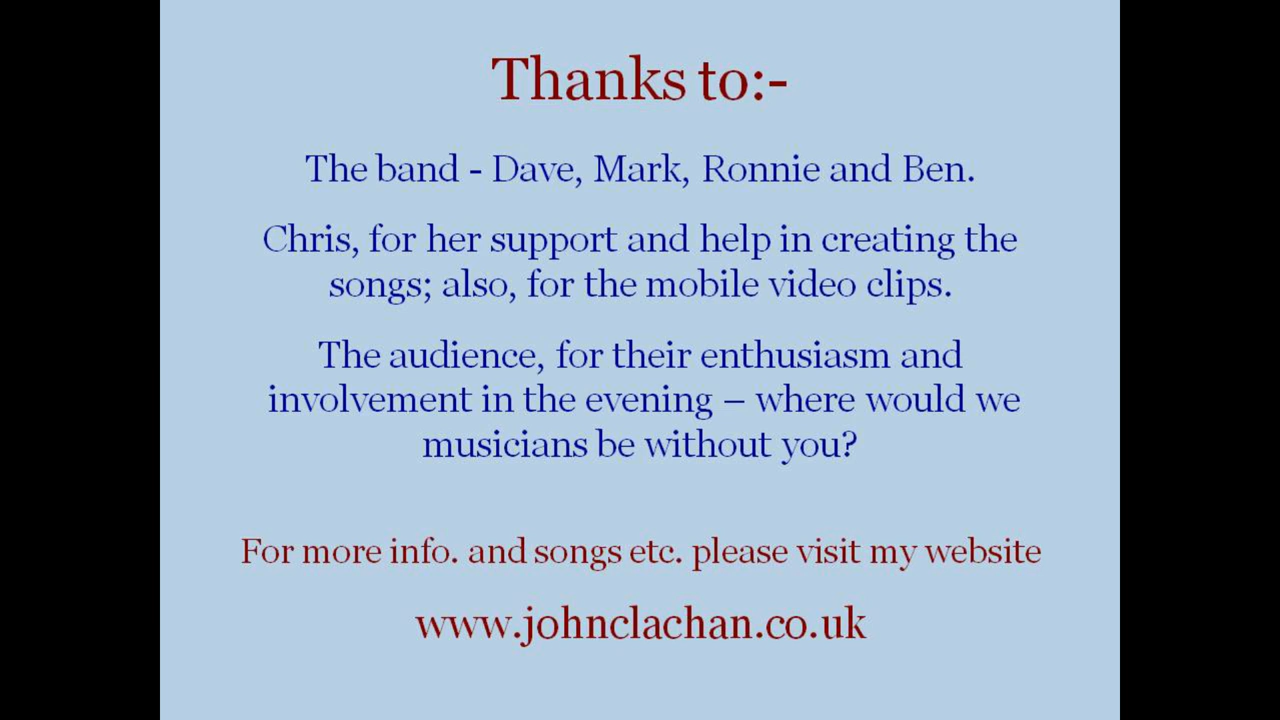 Thanks to:-
The band - Dave, Mark, Ronnie and Ben.
Chris, for her support and help in creating the
songs; also, for the mobile video clips.
The audience, for their enthusiasm and
involvement in the evening – where would we
musicians be without you?
For more info. and songs etc. please visit my website
www.johnclachan.co.uk